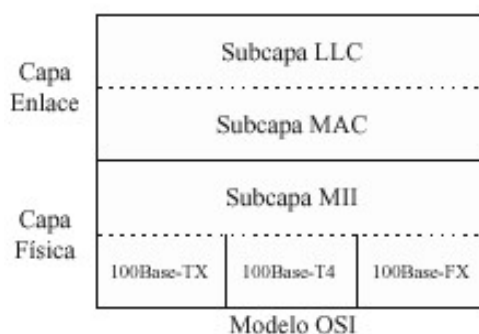 Capa
Enlace
Subcapa LLC
Subcapa MAC
Capa
Física
Subcapa MII
100Base-TX 100Base-T4 100Base-FX
Modelo OSI